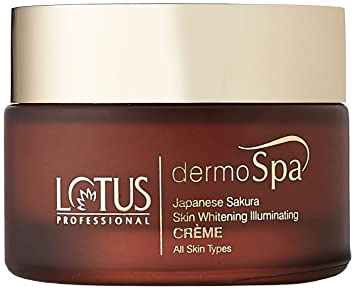 LOTUS
PROFESSIONAL
dermoSpa
Japanese Sakura
Skin Whitening Illuminating
CRÈME
All Skin Types